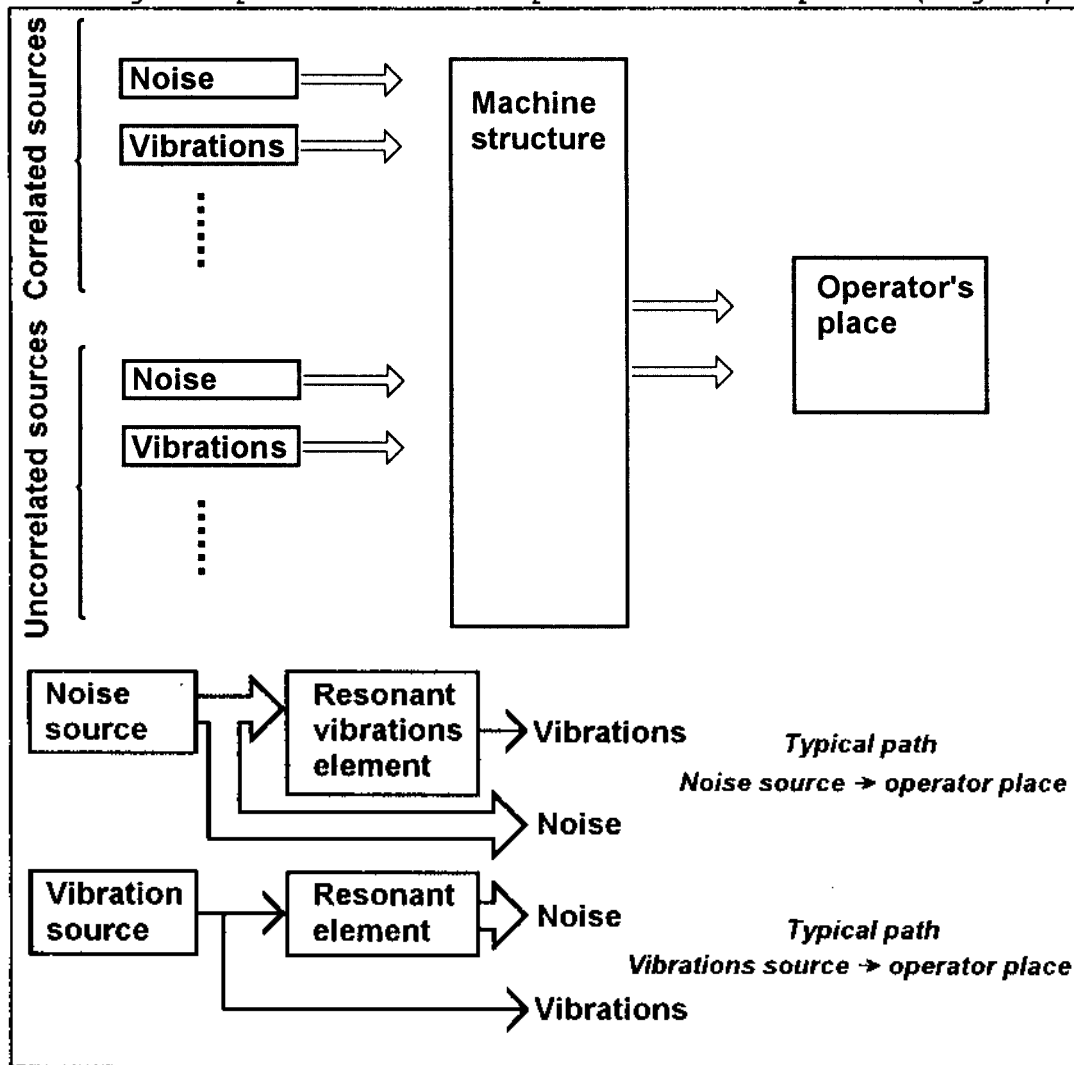 Correlated sources
Noise
Vibrations
Machine
structure
Operator's
place
Uncorrelated sources
Noise
Vibrations
Noise
source
Resonant
vibrations
element
Vibrations
Noise
Typical path
Noise source → operator place
Vibration
source
Resonant
element
Noise
Vibrations
Typical path
Vibrations source → operator place